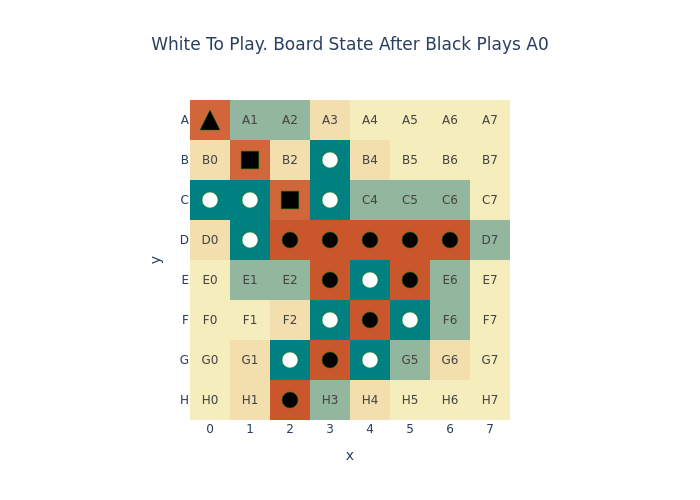 White To Play. Board State After Black Plays A0
A A1 A2 A3 A4 A5 A6 A7
B B0 B2 B4 B5 B6 B7
C C4 C5 C6 C7
D D0 D7
E E0 E1 E2 E6 E7
F F0 F1 F2 F6 F7
G G0 G1 G5 G6 G7
H H0 H1 H3 H4 H5 H6 H7
0 1 2 3 4 5 6 7
x
y